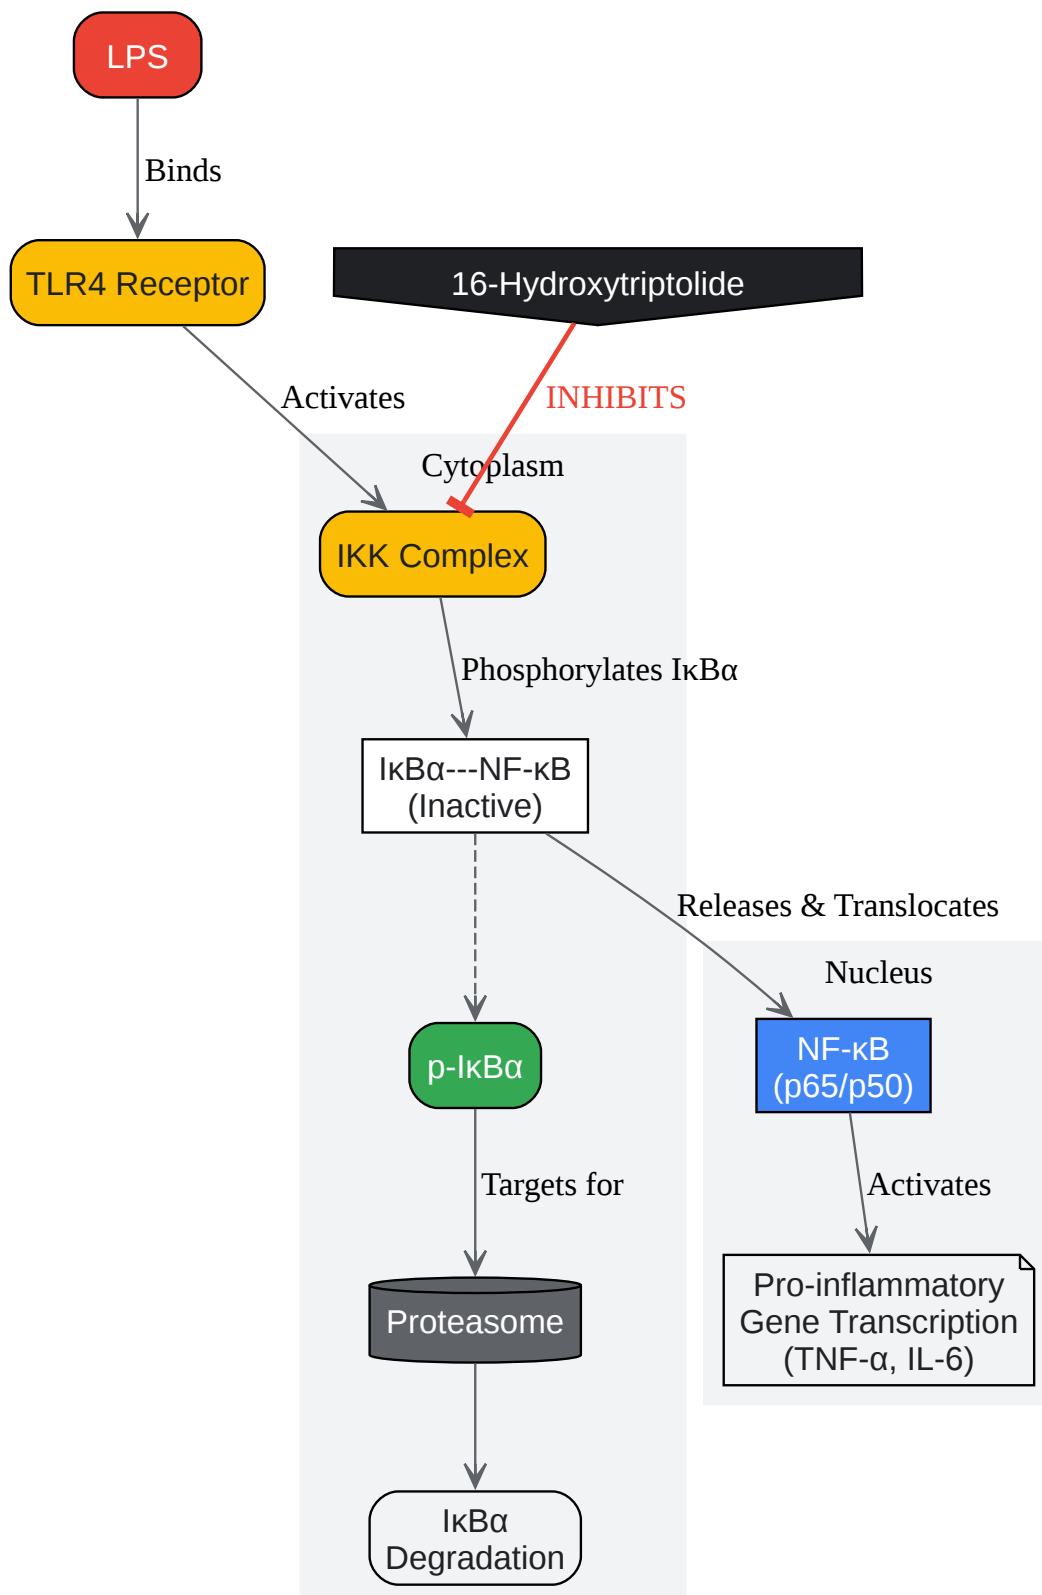 LPS
Binds
TLR4 Receptor
16-Hydroxytriptolide
Activates
INHIBITS
Cytoplasm
IKK Complex
Phosphorylates IκBα
IκBα---NF-κB
(Inactive)
Releases & Translocates
Nucleus
NF-κB
(p65/p50)
p-IκBα
Targets for
Activates
Pro-inflammatory
Gene Transcription
(TNF-α, IL-6)
Proteasome
IκBα
Degradation